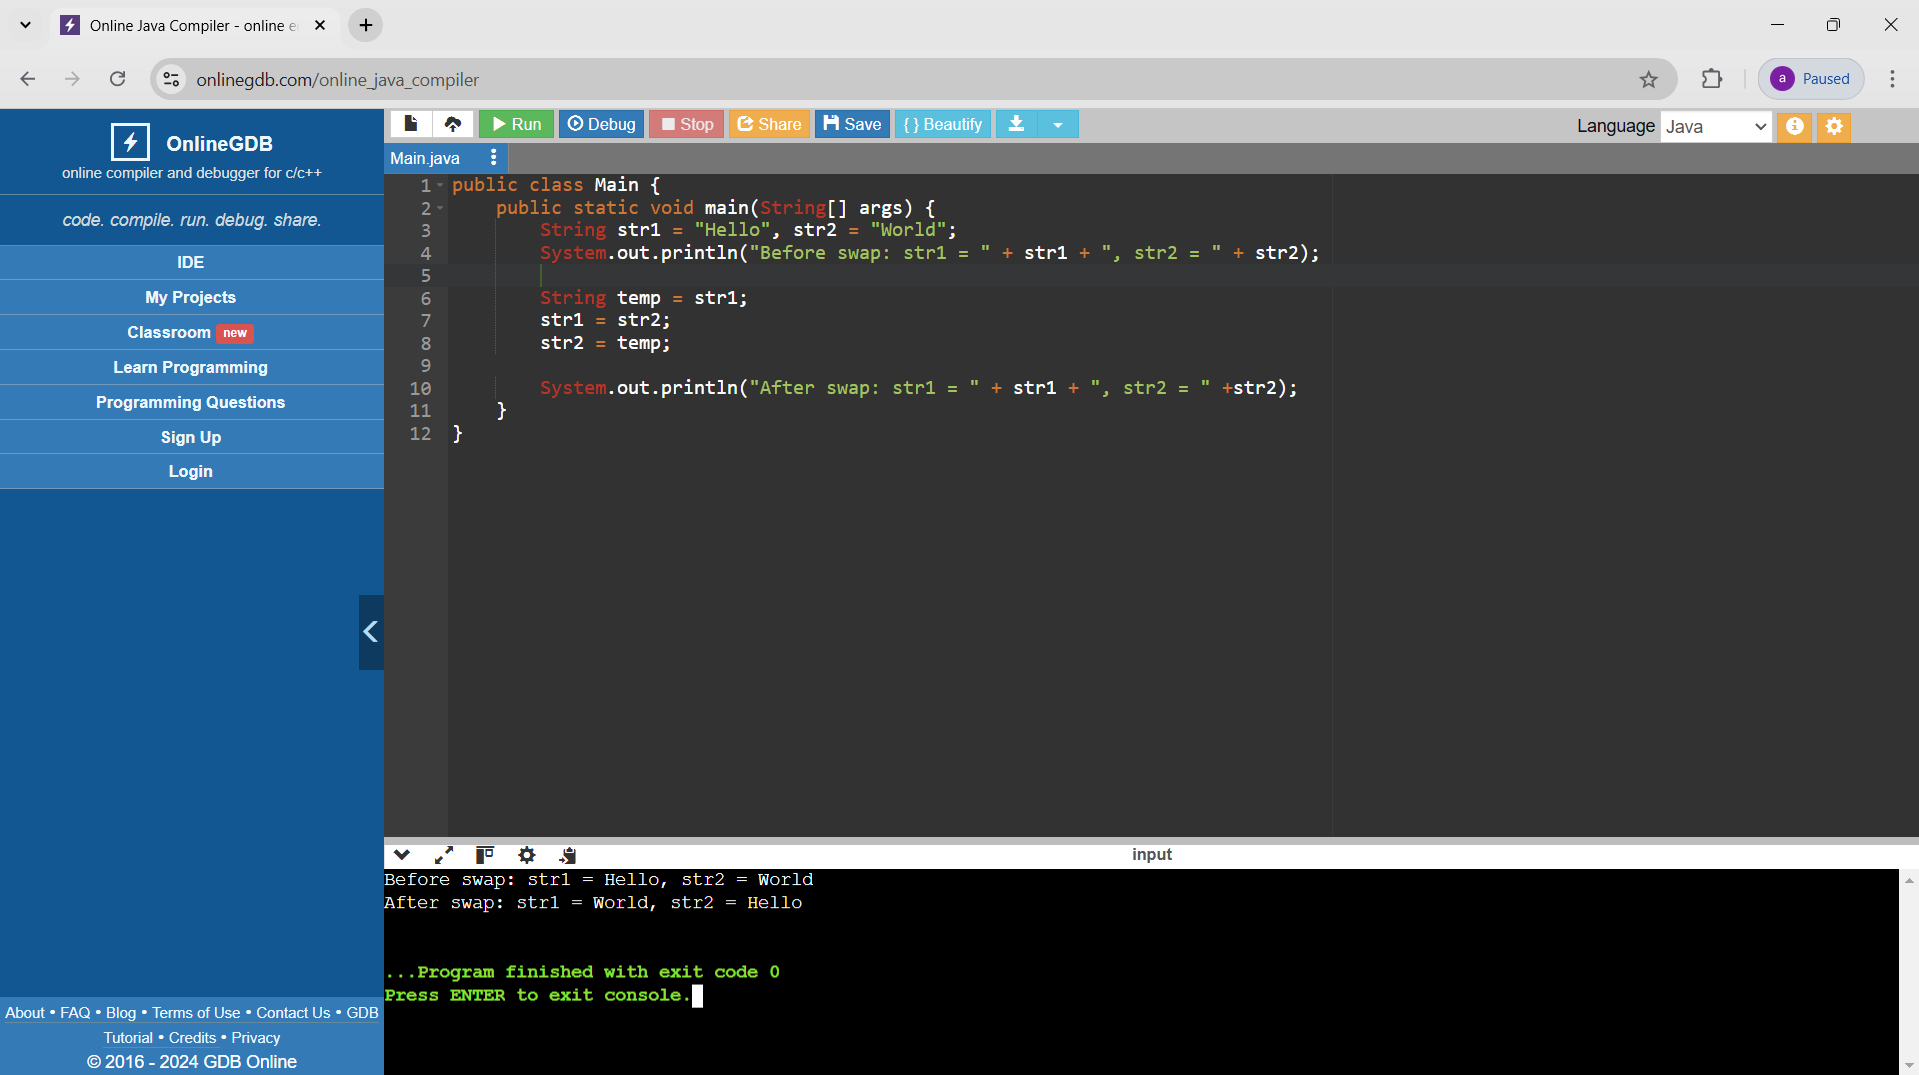 Online Java Compiler - online e
onlinegdb.com/online_java_compiler
a Paused
OnlineGDB
online compiler and debugger for c/c++
code. compile. run. debug. share.
IDE
My Projects
Classroom new
Learn Programming
Programming Questions
Sign Up
Login
About • FAQ • Blog • Terms of Use • Contact Us • GDB
Tutorial • Credits • Privacy
© 2016 - 2024 GDB Online
Run Debug Stop Share Save { } Beautify
Language Java
Main.java
1 public class Main {
2     public static void main(String[] args) {
3         String str1 = "Hello", str2 = "World";
4         System.out.println("Before swap: str1 = " + str1 + ", str2 = " + str2);
5
6         String temp = str1;
7         str1 = str2;
8         str2 = temp;
9
10         System.out.println("After swap: str1 = " + str1 + ", str2 = " +str2);
11     }
12 }
input
Before swap: str1 = Hello, str2 = World
After swap: str1 = World, str2 = Hello
...Program finished with exit code 0
Press ENTER to exit console.